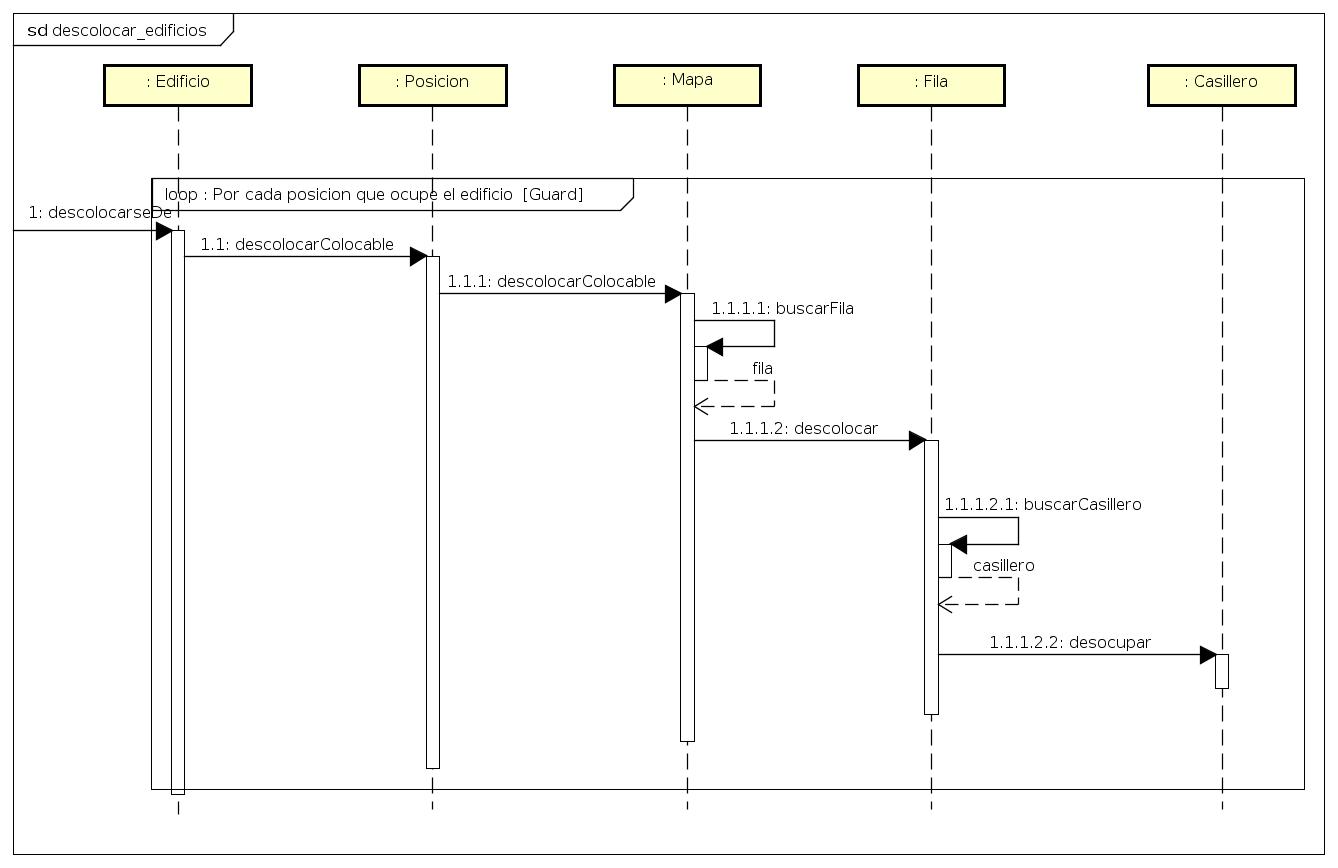 sd descolocar_edificios
: Edificio
: Posicion
: Mapa
: Fila
: Casillero
loop : Por cada posicion que ocupe el edificio [Guard]
1: descolocarseDe
1.1: descolocarColocable
1.1.1: descolocarColocable
1.1.1.1: buscarFila
fila
1.1.1.2: descolocar
1.1.1.2.1: buscarCasillero
casillero
1.1.1.2.2: desocupar